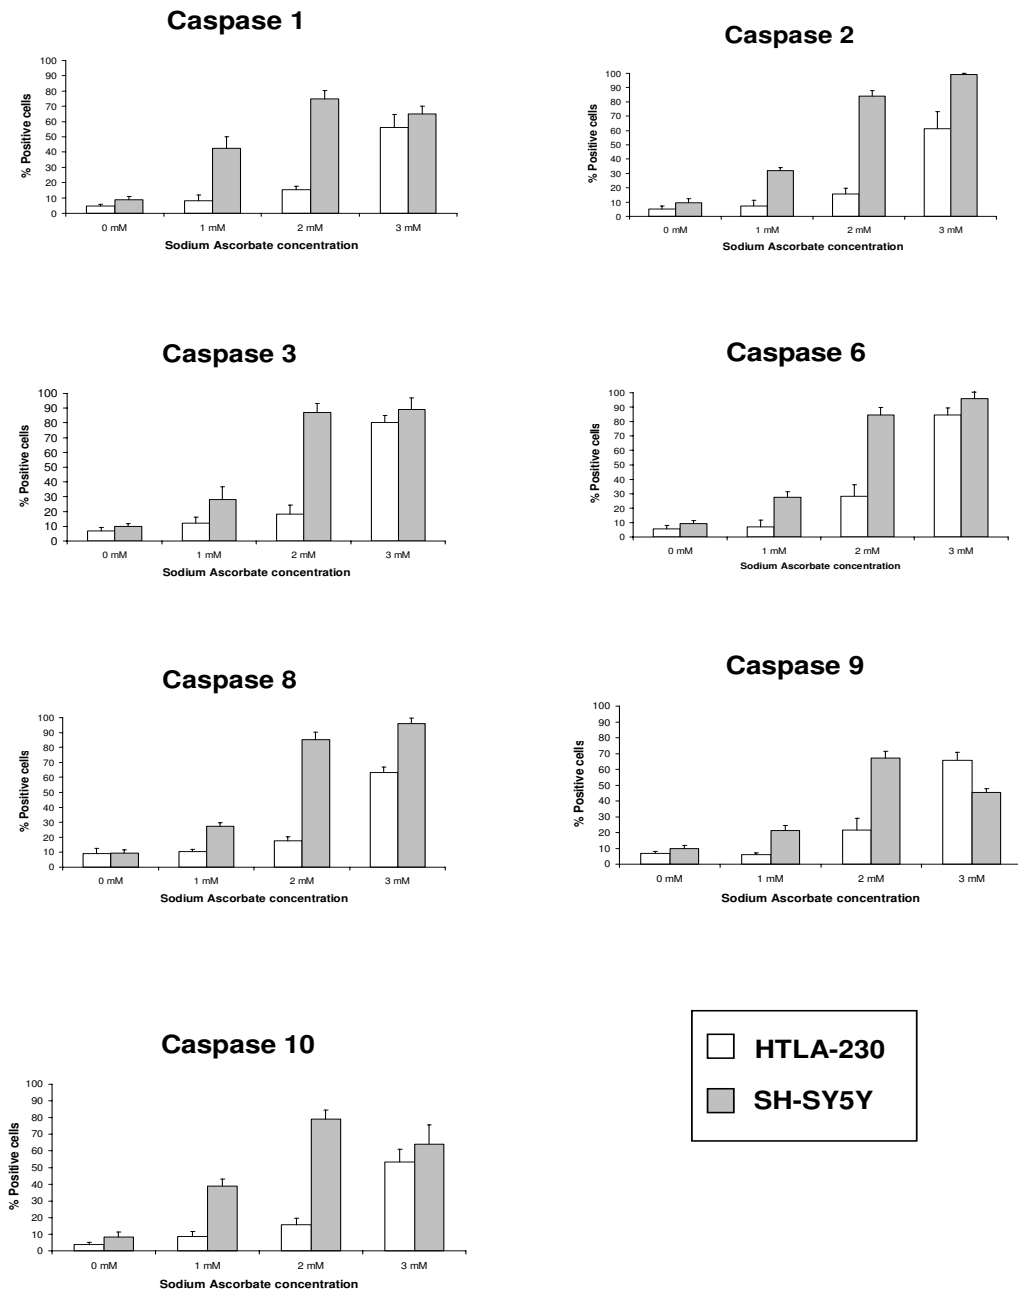 Caspase 1
100
90
80
70
60
50
40
30
20
10
0
% Positive cells
0 mM 1 mM 2 mM 3 mM
Sodium Ascorbate concentration
Caspase 2
100
90
80
70
60
50
40
30
20
10
0
% Positive cells
0 mM 1 mM 2 mM 3 mM
Sodium Ascorbate concentration
Caspase 3
100
90
80
70
60
50
40
30
20
10
0
% Positive cells
0 mM 1 mM 2 mM 3 mM
Sodium Ascorbate concentration
Caspase 6
100
90
80
70
60
50
40
30
20
10
0
% Positive cells
0 mM 1 mM 2 mM 3 mM
Sodium Ascorbate concentration
Caspase 8
100
90
80
70
60
50
40
30
20
10
0
% Positive cells
0 mM 1 mM 2 mM 3 mM
Sodium Ascorbate concentration
Caspase 9
100
90
80
70
60
50
40
30
20
10
0
% Positive cells
0 mM 1 mM 2 mM 3 mM
Sodium Ascorbate concentration
Caspase 10
100
90
80
70
60
50
40
30
20
10
0
% Positive cells
0 mM 1 mM 2 mM 3 mM
Sodium Ascorbate concentration
HTLA-230
SH-SY5Y